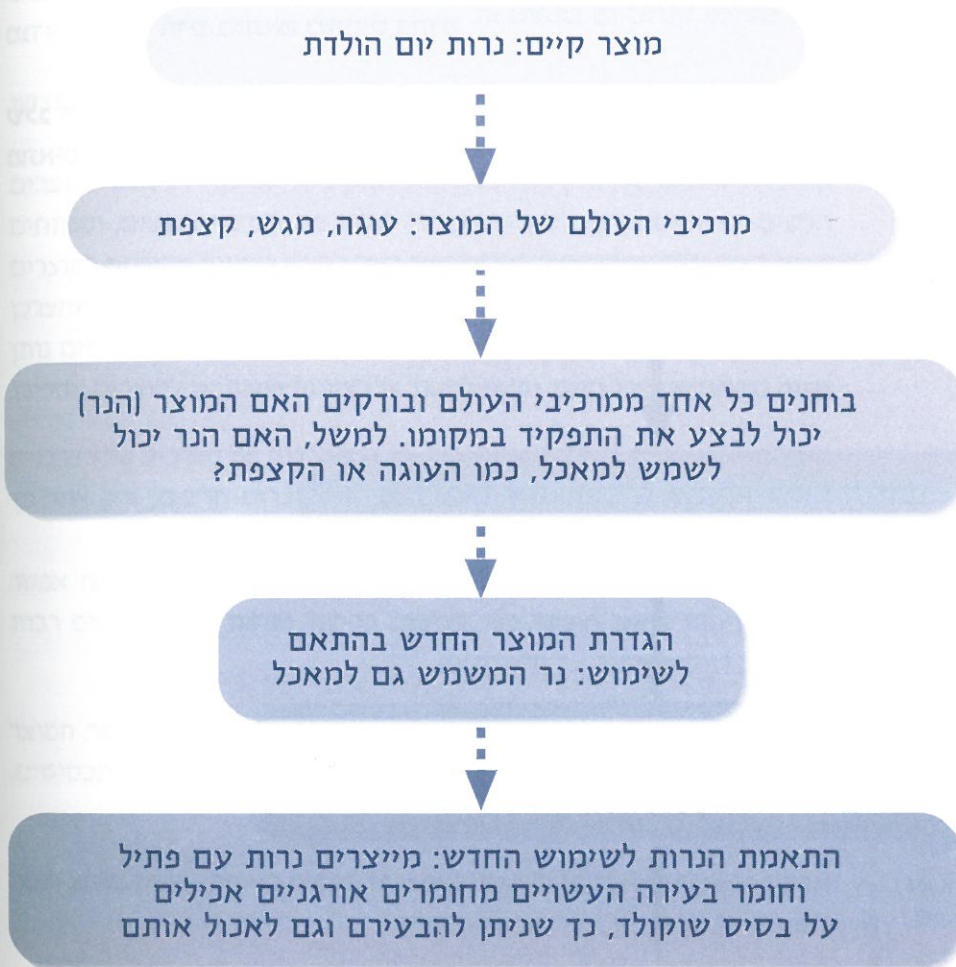 מוצר קיים: נרות יום הולדת
מרכיבי העולם של המוצר: עוגה, מגש, קצפת
בוחנים כל אחד ממרכיבי העולם ובודקים האם המוצר (הנר)
יכול לבצע את התפקיד במקומו. למשל, האם הנר יכול
לשמש למאכל, כמו העוגה או הקצפת?
הגדרת המוצר החדש בהתאם
לשימוש: נר המשמש גם למאכל
התאמת הנרות לשימוש החדש: מייצרים נרות עם פתיל
וחומר בעירה העשויים מחומרים אורגניים אכילים
על בסיס שוקולד, כך שניתן להבעירם וגם לאכול אותם